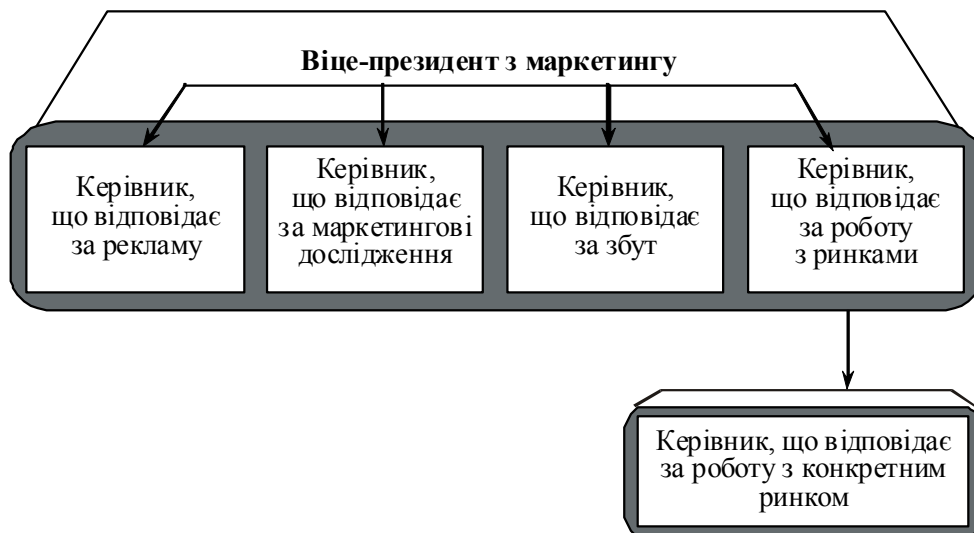 Віце-президент з маркетингу
Керівник,
що відповідає
за рекламу
Керівник,
що відповідає
за маркетингові
дослідження
Керівник,
що відповідає
за збут
Керівник,
що відповідає
за роботу
з ринками
Керівник, що відповідає
за роботу з конкретним
ринком